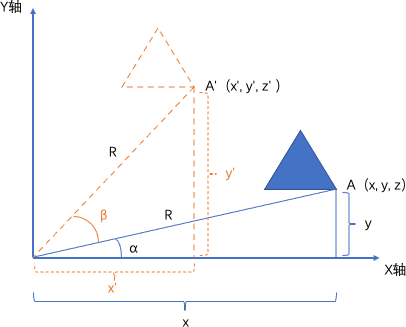 Y轴
A'（x', y', z'）
R
y'
A（x, y, z）
β
R
y
α
X轴
x'
x